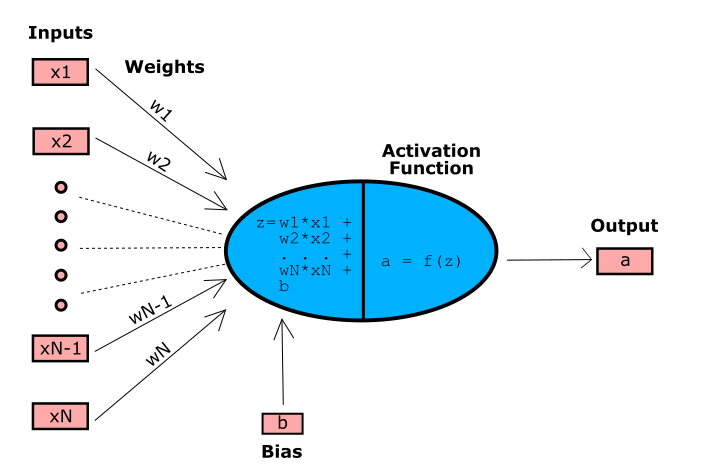 Inputs
x1
Weights
w1
x2
w2
Activation
Function
z=w1*x1 +
w2*x2 +
. . . +
wN*xN +
b
a = f(z)
Output
a
wN-1
xN-1
wN
xN
b
Bias